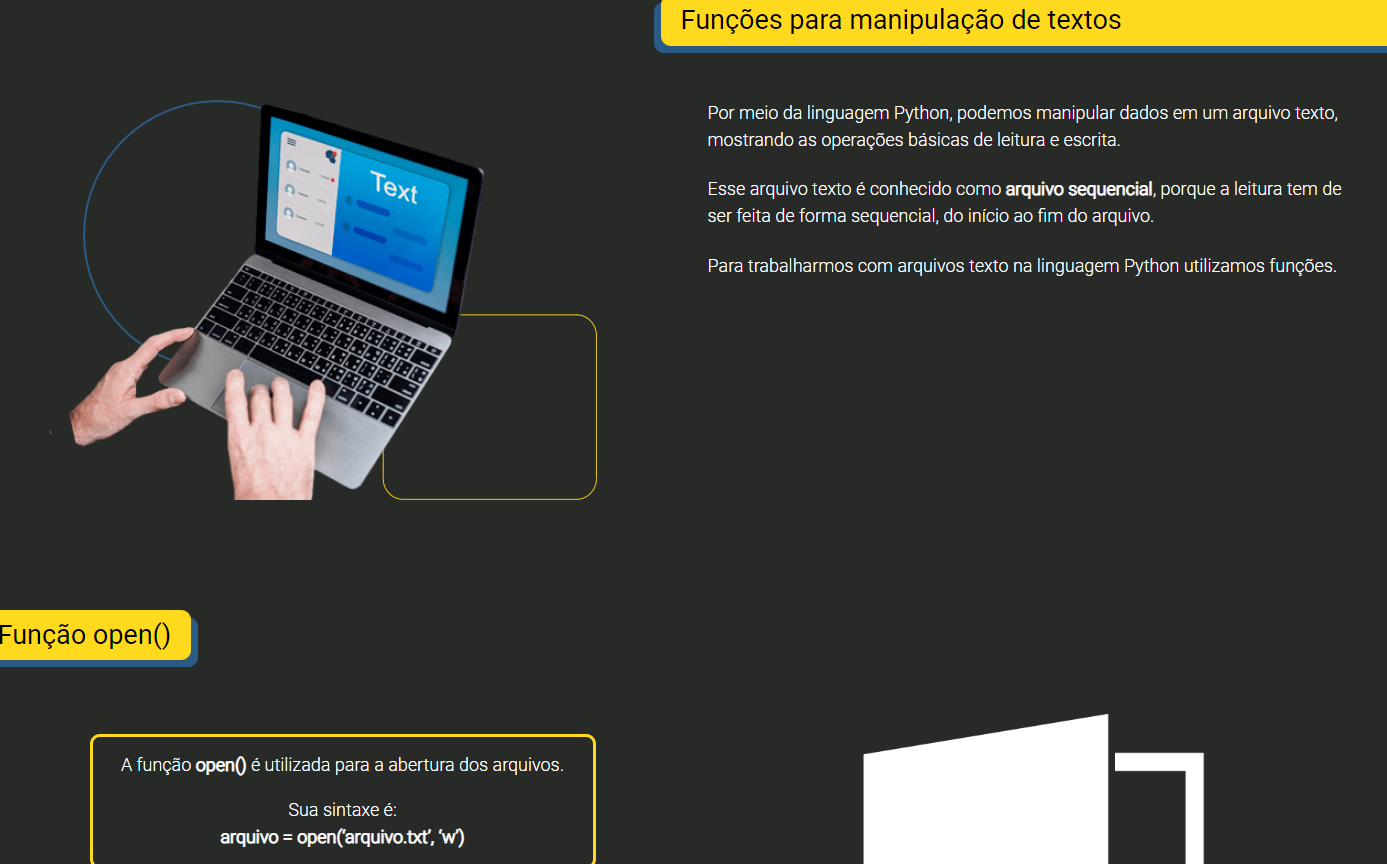 Funções para manipulação de textos
Por meio da linguagem Python, podemos manipular dados em um arquivo texto,
mostrando as operações básicas de leitura e escrita.
Esse arquivo texto é conhecido como arquivo sequencial, porque a leitura tem de
ser feita de forma sequencial, do início ao fim do arquivo.
Para trabalharmos com arquivos texto na linguagem Python utilizamos funções.
Text
Função open()
A função open() é utilizada para a abertura dos arquivos.
Sua sintaxe é:
arquivo = open(‘arquivo.txt’, ‘w’)